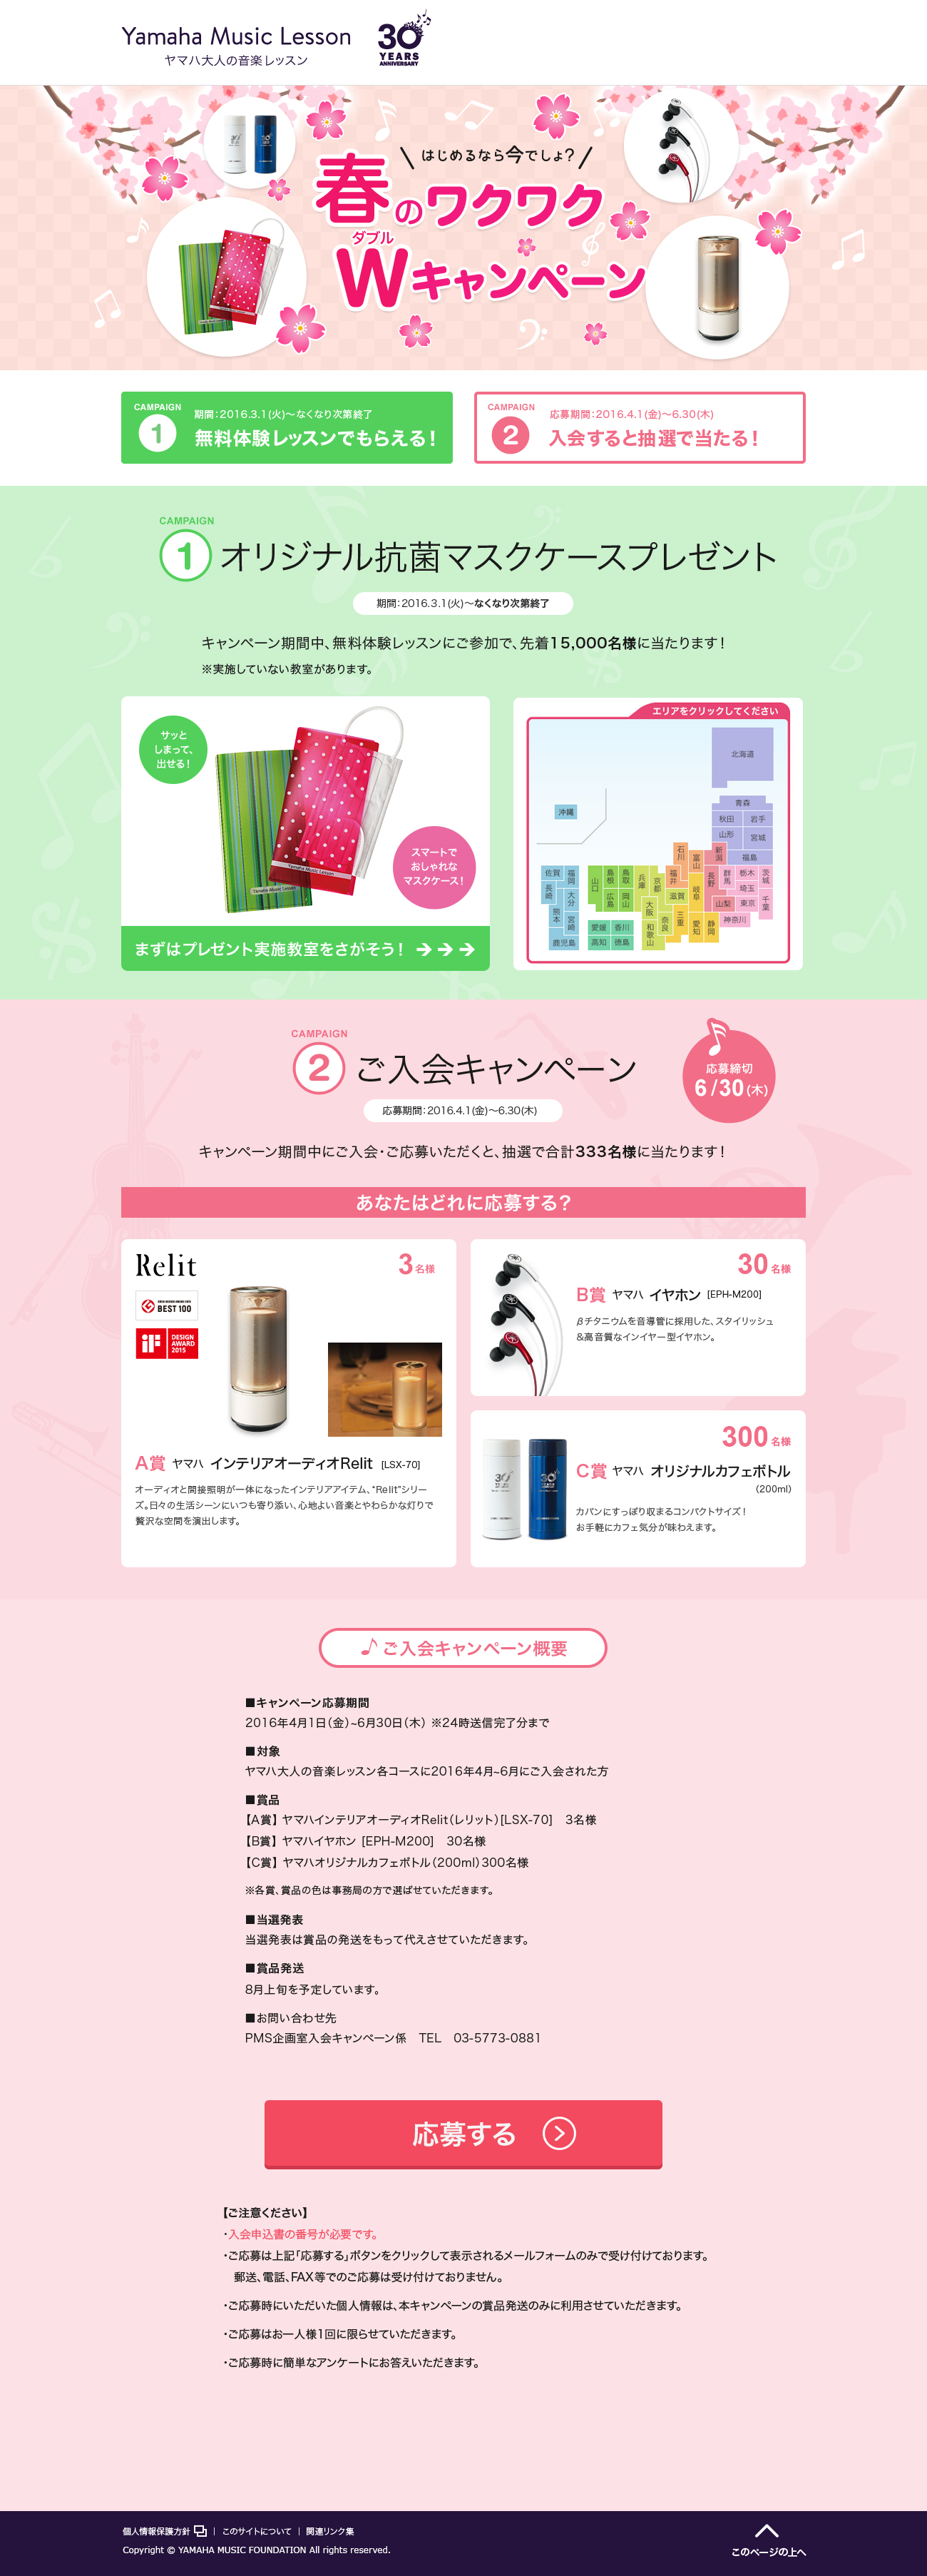 Yamaha Music Lesson
ヤマハ大人の音楽レッスン
30
YEARS
ANNIVERSARY
はじめるなら今でしょ?
春のワクワク
ダブル
Wキャンペーン
CAMPAIGN
1
期間:2016.3.1(火)〜なくなり次第終了
無料体験レッスンでもらえる!
CAMPAIGN
2
応募期間:2016.4.1(金)〜6.30(木)
入会すると抽選で当たる!
CAMPAIGN
1 オリジナル抗菌マスクケースプレゼント
期間:2016.3.1(火)〜なくなり次第終了
キャンペーン期間中、無料体験レッスンにご参加で、先着15,000名様に当たります!
※実施していない教室があります。
サッと
しまって、
出せる!
Yamaha Music Lesson
Yamaha Music Lesson
スマートで
おしゃれな
マスクケース!
まずはプレゼント実施教室をさがそう! →→→
エリアをクリックしてください
北海道
青森
秋田
岩手
山形
宮城
福島
沖縄
石川
富山
新潟
佐賀
福岡
長崎
大分
熊本
宮崎
鹿児島
山口
島根
鳥取
広島
岡山
兵庫
京都
福井
滋賀
岐阜
長野
群馬
栃木
茨城
埼玉
山梨
東京
千葉
神奈川
大阪
奈良
三重
愛知
静岡
和歌山
愛媛
香川
高知
徳島
CAMPAIGN
2 ご入会キャンペーン
応募締切
6/30(木)
応募期間:2016.4.1(金)〜6.30(木)
キャンペーン期間中にご入会・ご応募いただくと、抽選で合計333名様に当たります!
あなたはどれに応募する?
Relit
3名様
BEST 100
iF
DESIGN
AWARD
2015
A賞 ヤマハ インテリアオーディオRelit [LSX-70]
オーディオと間接照明が一体になったインテリアアイテム、“Relit”シリー
ズ。日々の生活シーンにいつも寄り添い、心地よい音楽とやわらかな灯りで
贅沢な空間を演出します。
30名様
B賞 ヤマハ イヤホン [EPH-M200]
βチタニウムを音導管に採用した、スタイリッシュ
&高音質なインイヤー型イヤホン。
300名様
C賞 ヤマハ オリジナルカフェボトル
(200ml)
カバンにすっぽり収まるコンパクトサイズ!
お手軽にカフェ気分が味わえます。
♪ご入会キャンペーン概要
■キャンペーン応募期間
2016年4月1日(金)~6月30日(木) ※24時送信完了分まで
■対象
ヤマハ大人の音楽レッスン各コースに2016年4月~6月にご入会された方
■賞品
【A賞】ヤマハインテリアオーディオRelit(レリット)[LSX-70] 3名様
【B賞】ヤマハイヤホン [EPH-M200] 30名様
【C賞】ヤマハオリジナルカフェボトル(200ml)300名様
※各賞、賞品の色は事務局の方で選ばせていただきます。
■当選発表
当選発表は賞品の発送をもって代えさせていただきます。
■賞品発送
8月上旬を予定しています。
■お問い合わせ先
PMS企画室入会キャンペーン係 TEL 03-5773-0881
応募する
【ご注意ください】
・入会申込書の番号が必要です。
・ご応募は上記「応募する」ボタンをクリックして表示されるメールフォームのみで受け付けております。
郵送、電話、FAX等でのご応募は受け付けておりません。
・ご応募時にいただいた個人情報は、本キャンペーンの賞品発送のみに利用させていただきます。
・ご応募はお一人様1回に限らせていただきます。
・ご応募時に簡単なアンケートにお答えいただきます。
個人情報保護方針 | このサイトについて | 関連リンク集
Copyright © YAMAHA MUSIC FOUNDATION All rights reserved.
このページの上へ